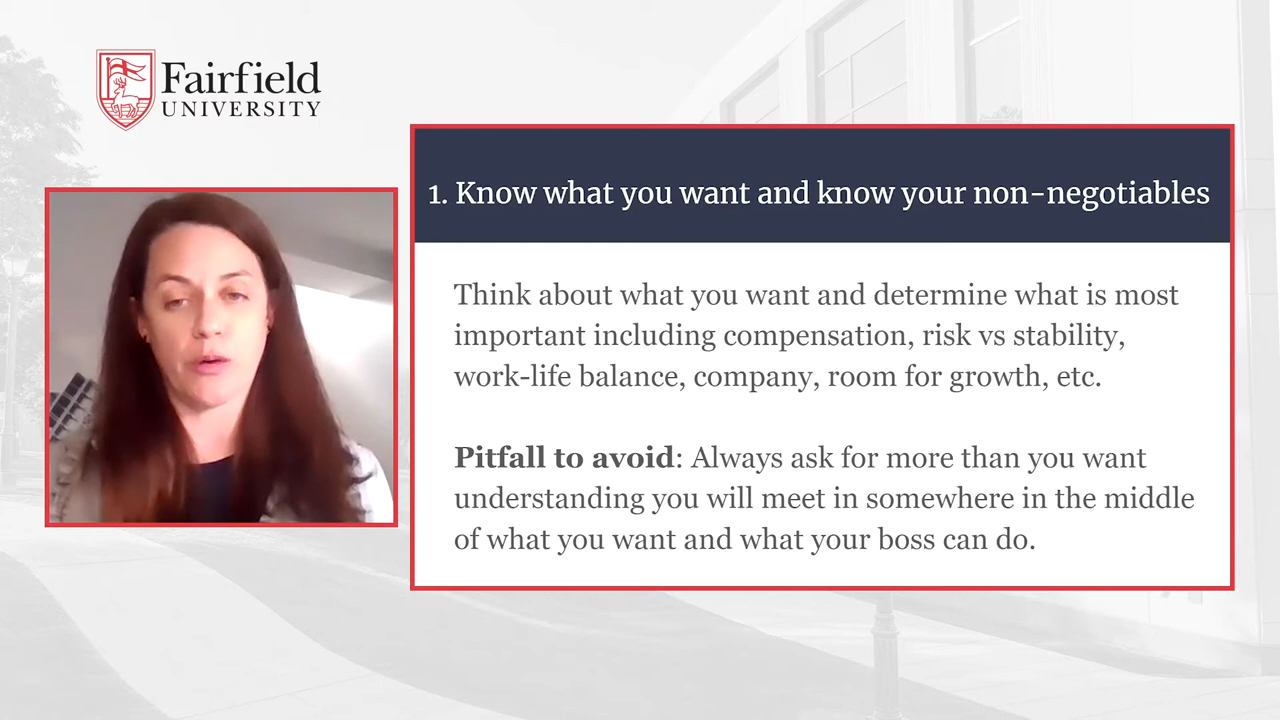 Fairfield
UNIVERSITY
1. Know what you want and know your non-negotiables
Think about what you want and determine what is most
important including compensation, risk vs stability,
work-life balance, company, room for growth, etc.
Pitfall to avoid: Always ask for more than you want
understanding you will meet in somewhere in the middle
of what you want and what your boss can do.